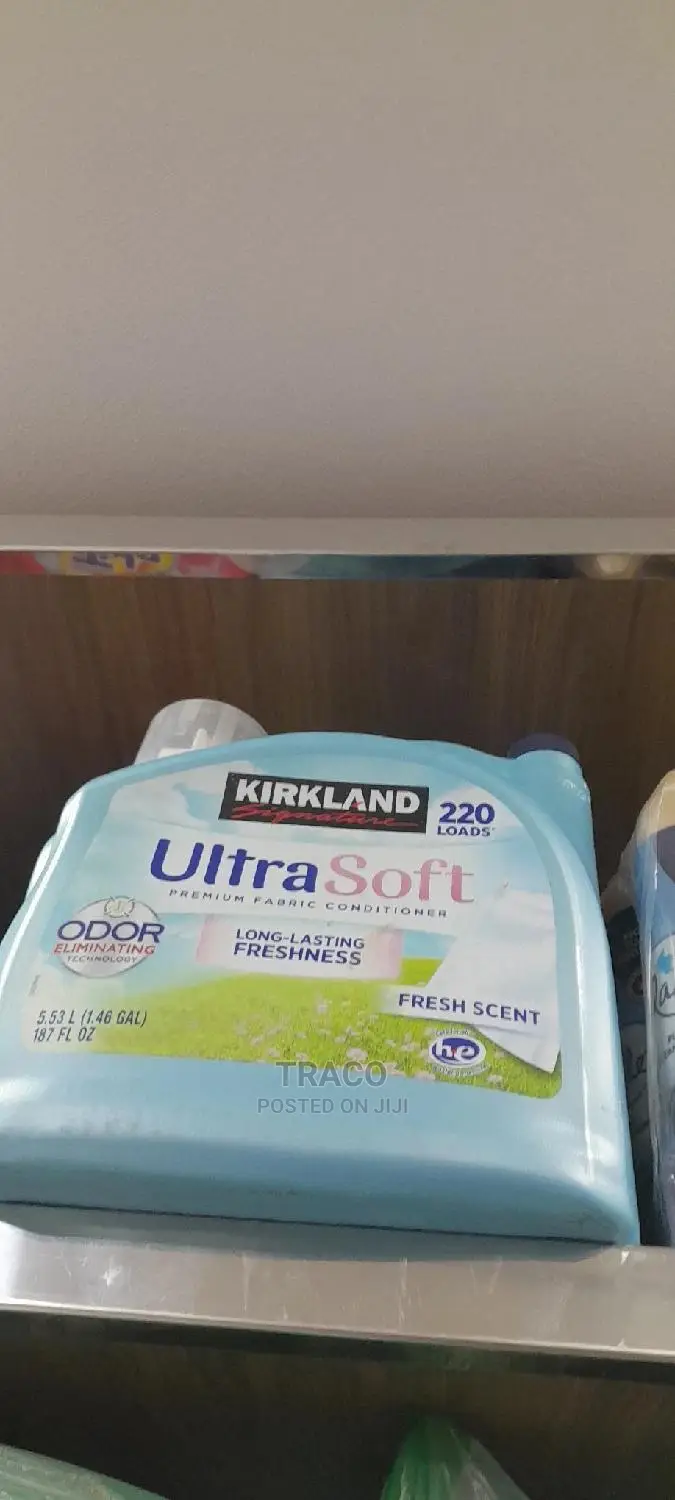 KIRKLAND
Signature
220
LOADS*
UltraSoft
PREMIUM FABRIC CONDITIONER
ODOR
ELIMINATING
TECHNOLOGY
LONG-LASTING
FRESHNESS
FRESH SCENT
5.53 L (1.46 GAL)
187 FL OZ
he
TRACO
POSTED ON JIJI